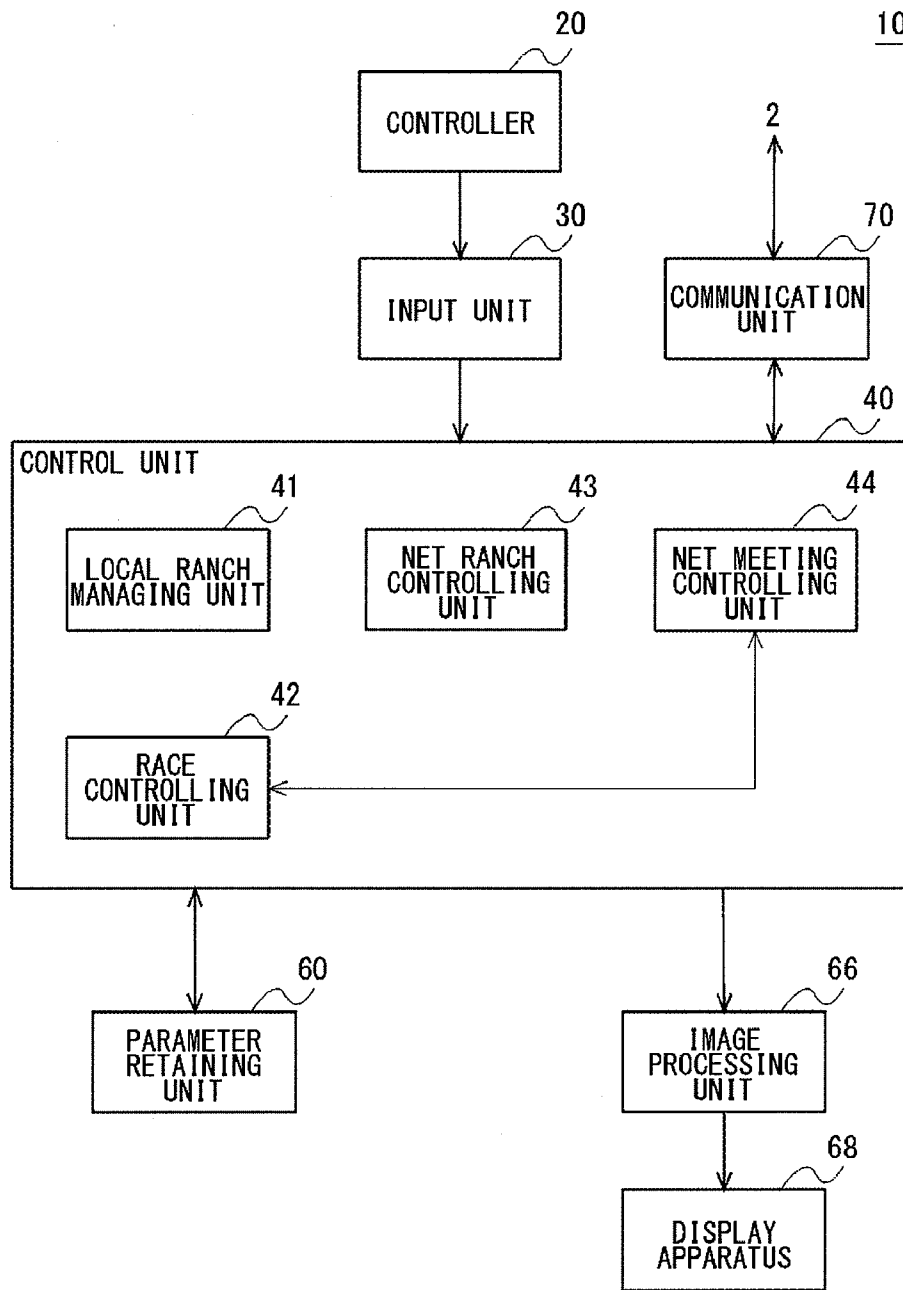 10
20
CONTROLLER
2
30
INPUT UNIT
70
COMMUNICATION
UNIT
40
CONTROL UNIT
41
LOCAL RANCH
MANAGING UNIT
43
NET RANCH
CONTROLLING
UNIT
44
NET MEETING
CONTROLLING
UNIT
42
RACE
CONTROLLING
UNIT
60
PARAMETER
RETAINING
UNIT
66
IMAGE
PROCESSING
UNIT
68
DISPLAY
APPARATUS